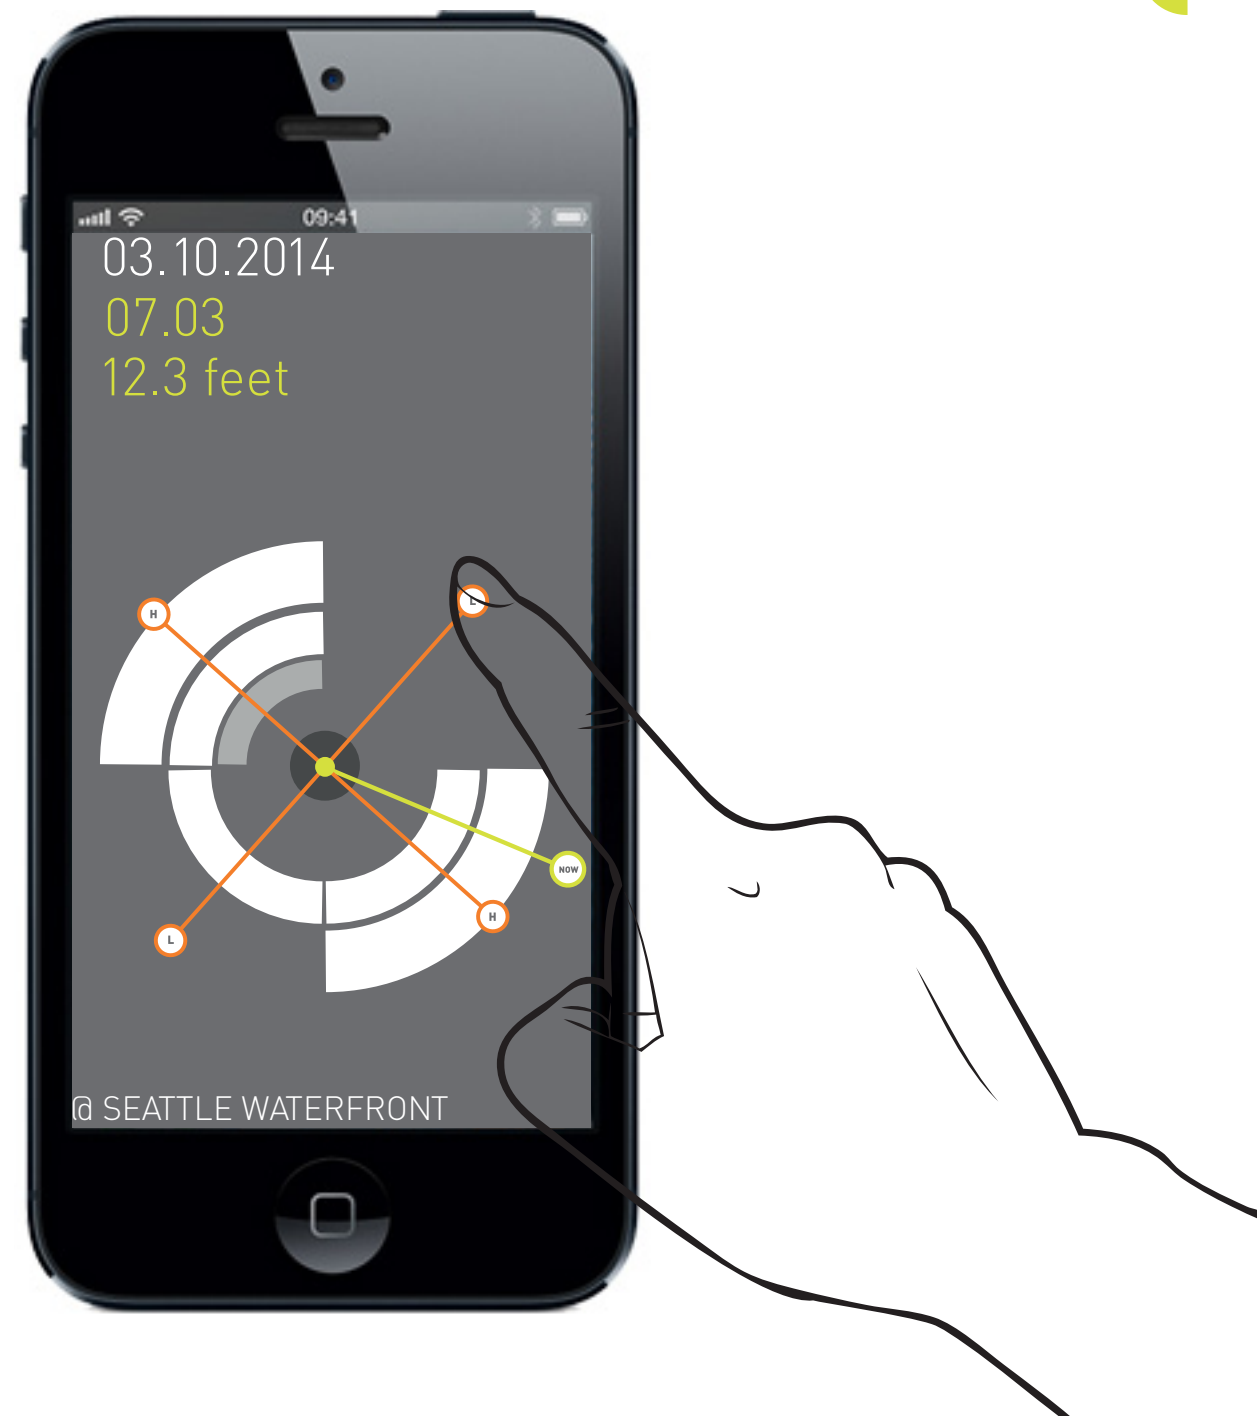 09:41
03.10.2014
07.03
12.3 feet
H
L
NOW
H
L
@ SEATTLE WATERFRONT